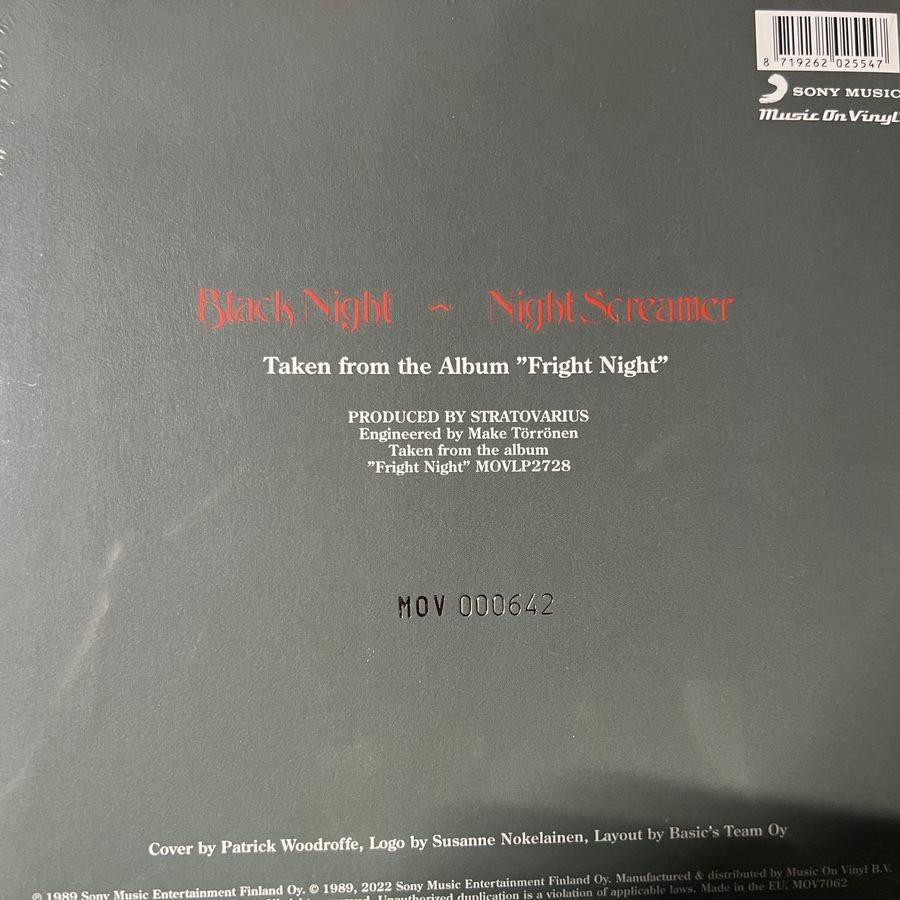 8 719262 025547
SONY MUSIC
Music On Vinyl
Black Night ~ Night Screamer
Taken from the Album ”Fright Night”
PRODUCED BY STRATOVARIUS
Engineered by Make Törrönen
Taken from the album
”Fright Night” MOVLP2728
MOV 000642
Cover by Patrick Woodroffe, Logo by Susanne Nokelainen, Layout by Basic's Team Oy
℗ 1989 Sony Music Entertainment Finland Oy. © 1989, 2022 Sony Music Entertainment Finland Oy. Manufactured & distributed by Music On Vinyl B.V.
Unauthorized duplication is a violation of applicable laws. Made in the EU. MOV7062